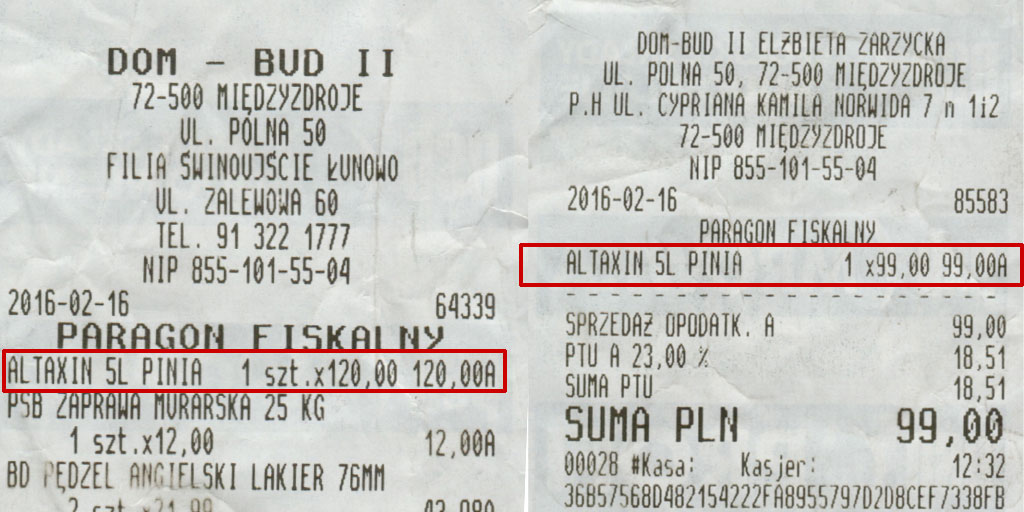 DOM - BUD II
72-500 MIĘDZYZDROJE
UL. POLNA 50
FILIA ŚWINOUJŚCIE ŁUNOWO
UL. ZALEWOWA 60
TEL. 91 322 1777
NIP 855-101-55-04
2016-02-16 64339
PARAGON FISKALNY
ALTAXIN 5L PINIA 1 szt.x120,00 120,00A
PSB ZAPRAWA MURARSKA 25 KG
1 szt.x12,00 12,00A
BD PĘDZEL ANGIELSKI LAKIER 76MM
2 szt.x21,99 43,98A
DOM-BUD II ELŻBIETA ZARZYCKA
UL. POLNA 50, 72-500 MIĘDZYZDROJE
P.H UL. CYPRIANA KAMILA NORWIDA 7 n 1i2
72-500 MIĘDZYZDROJE
NIP 855-101-55-04
2016-02-16 85583
PARAGON FISKALNY
ALTAXIN 5L PINIA 1 x99,00 99,00A
SPRZEDAŻ OPODATK. A 99,00
PTU A 23,00 % 18,51
SUMA PTU 18,51
SUMA PLN 99,00
00028 #Kasa: Kasjer: 12:32
36B57568D482154222FA8955797D2D8CEF7338FB